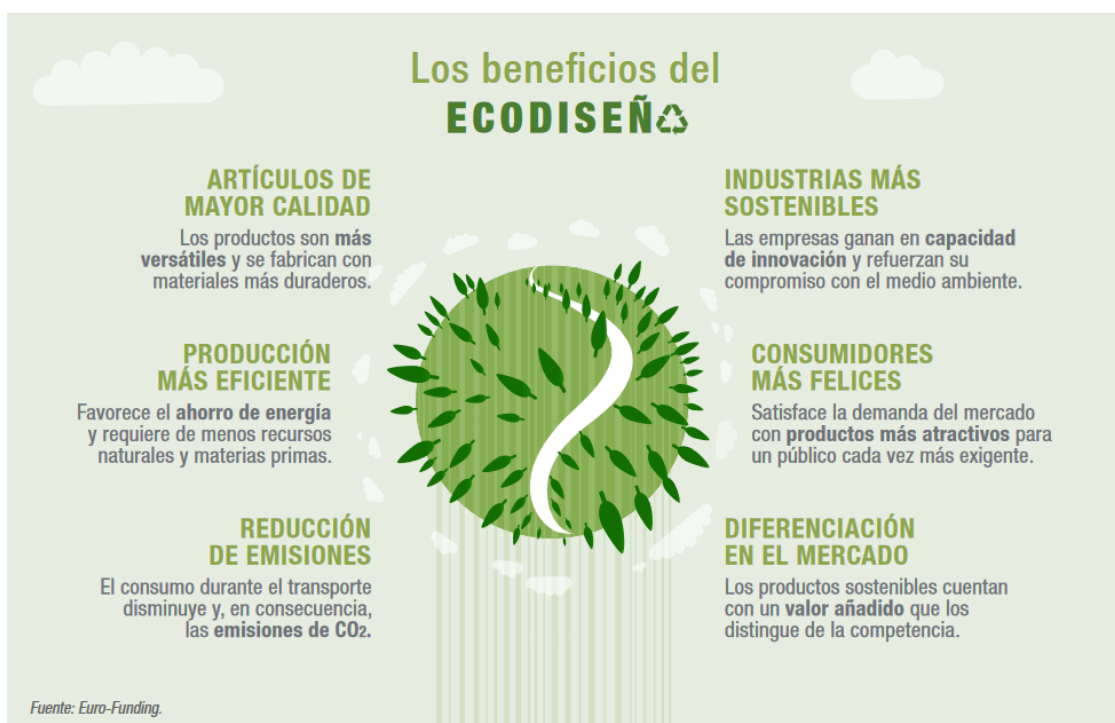 Los beneficios del
ECODISEÑ♻
ARTÍCULOS DE
MAYOR CALIDAD
Los productos son más
versátiles y se fabrican con
materiales más duraderos.
PRODUCCIÓN
MÁS EFICIENTE
Favorece el ahorro de energía
y requiere de menos recursos
naturales y materias primas.
REDUCCIÓN
DE EMISIONES
El consumo durante el transporte
disminuye y, en consecuencia,
las emisiones de CO₂.
INDUSTRIAS MÁS
SOSTENIBLES
Las empresas ganan en capacidad
de innovación y refuerzan su
compromiso con el medio ambiente.
CONSUMIDORES
MÁS FELICES
Satisface la demanda del mercado
con productos más atractivos para
un público cada vez más exigente.
DIFERENCIACIÓN
EN EL MERCADO
Los productos sostenibles cuentan
con un valor añadido que los
distingue de la competencia.
Fuente: Euro-Funding.